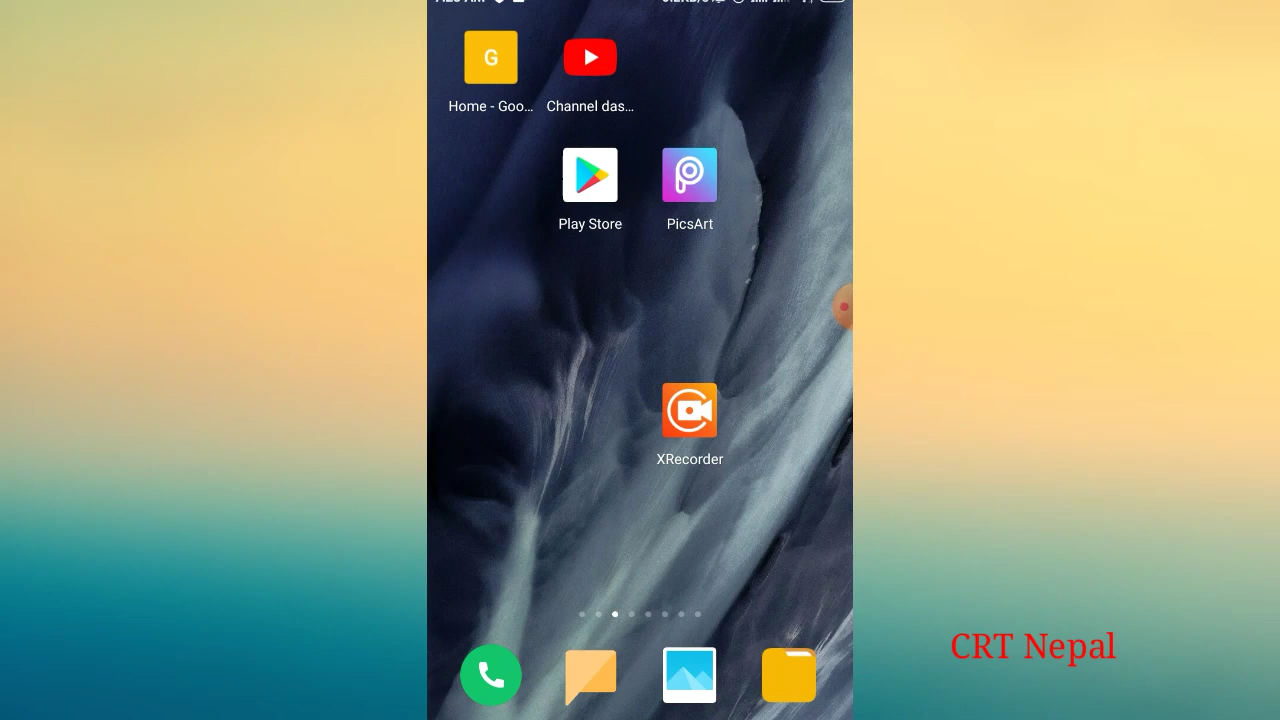 G
Home - Goo...
Channel das...
Play Store
PicsArt
XRecorder
CRT Nepal